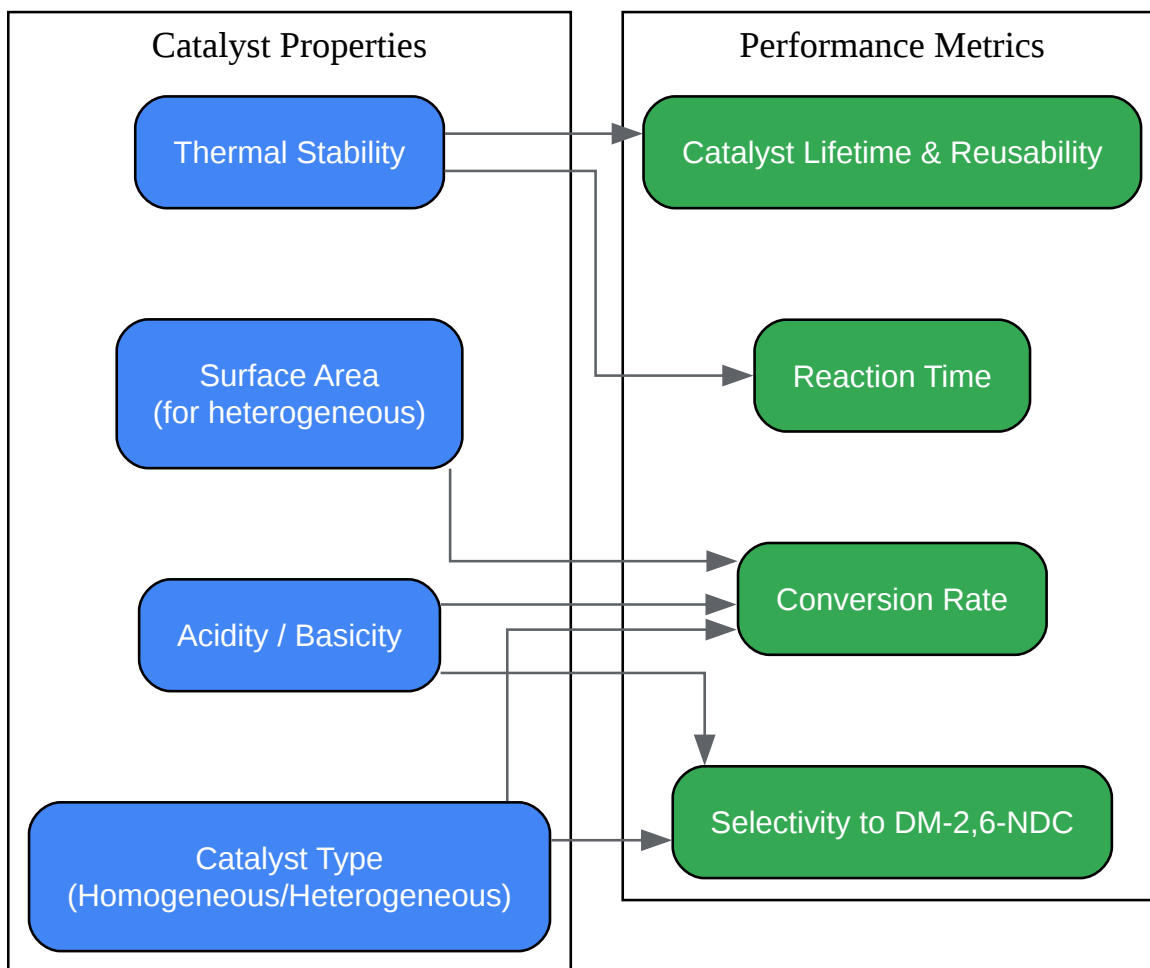 Catalyst Properties
Thermal Stability
Surface Area
(for heterogeneous)
Acidity / Basicity
Catalyst Type
(Homogeneous/Heterogeneous)
Performance Metrics
Catalyst Lifetime & Reusability
Reaction Time
Conversion Rate
Selectivity to DM-2,6-NDC